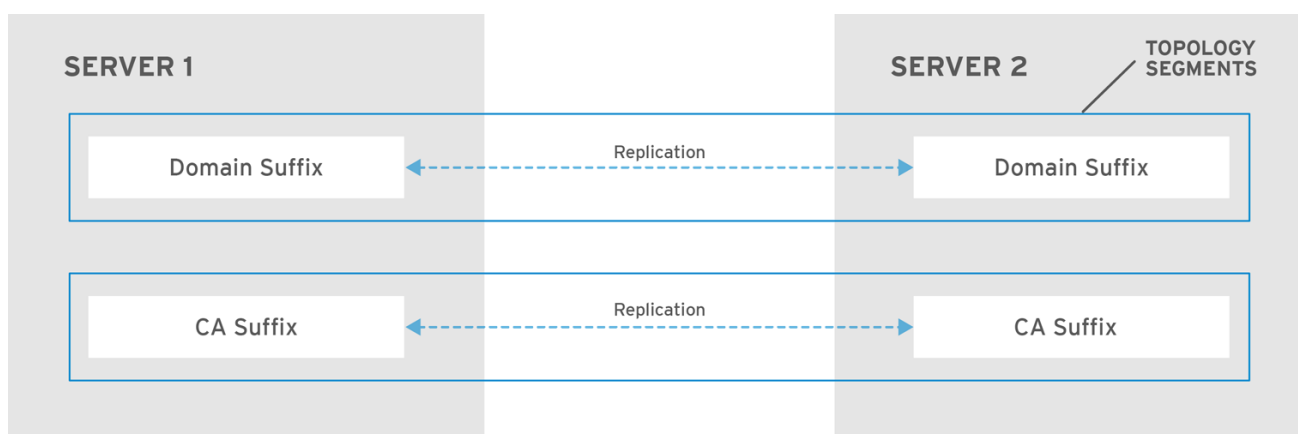 SERVER 1
SERVER 2
TOPOLOGY
SEGMENTS
Domain Suffix
Replication
Domain Suffix
CA Suffix
Replication
CA Suffix